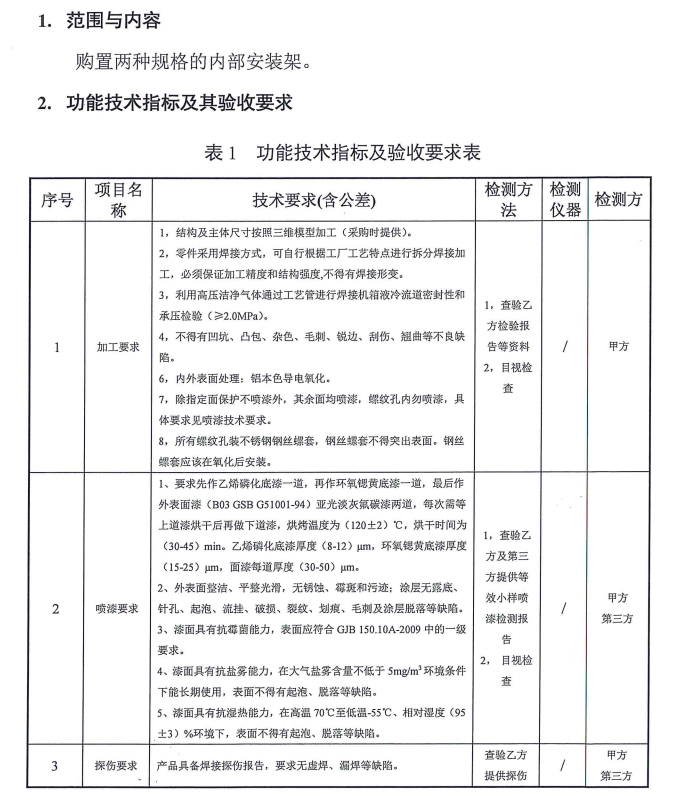 1. 范围与内容
购置两种规格的内部安装架。
2. 功能技术指标及其验收要求
表 1 功能技术指标及验收要求表
序号 项目名称 技术要求(含公差) 检测方法 检测仪器 检测方
1 加工要求
1，结构及主体尺寸按照三维模型加工（采购时提供）。
2，零件采用焊接方式，可自行根据工厂工艺特点进行拆分焊接加
工，必须保证加工精度和结构强度,不得有焊接形变。
3，利用高压洁净气体通过工艺管进行焊接机箱液冷流道密封性和
承压检验（≥2.0MPa）。
4，不得有凹坑、凸包、杂色、毛刺、锐边、刮伤、翘曲等不良缺
陷。
6，内外表面处理：铝本色导电氧化。
7，除指定面保护不喷漆外，其余面均喷漆，螺纹孔内勿喷漆，具
体要求见喷漆技术要求。
8，所有螺纹孔装不锈钢钢丝螺套，钢丝螺套不得突出表面。钢丝
螺套应该在氧化后安装。
1，查验乙
方检验报
告等资料
2，目视检
查
/
甲方
2 喷漆要求
1、要求先作乙烯磷化底漆一道，再作环氧锶黄底漆一道，最后作
外表面漆（B03 GSB G51001-94）亚光淡灰氟碳漆两道，每次需等
上道漆烘干后再做下道漆，烘烤温度为（120±2）℃，烘干时间为
（30-45）min。乙烯磷化底漆厚度（8-12）μm，环氧锶黄底漆厚度
（15-25）μm，面漆每道厚度（30-50）μm。
2、外表面整洁、平整光滑，无锈蚀、霉斑和污迹；涂层无露底、
针孔、起泡、流挂、破损、裂纹、划痕、毛刺及涂层脱落等缺陷。
3、漆面具有抗霉菌能力，表面应符合 GJB 150.10A-2009 中的一级
要求。
4、漆面具有抗盐雾能力，在大气盐雾含量不低于 5mg/m³ 环境条件
下能长期使用，表面不得有起泡、脱落等缺陷。
5、漆面具有抗湿热能力，在高温 70℃至低温-55℃、相对湿度（95
±3）%环境下，表面不得有起泡、脱落等缺陷。
1，查验乙
方及第三
方提供等
效小样喷
漆检测报
告
2， 目视检
查
/
甲方
第三方
3 探伤要求
产品具备焊接探伤报告，要求无虚焊、漏焊等缺陷。
查验乙方
提供探伤
/
甲方
第三方